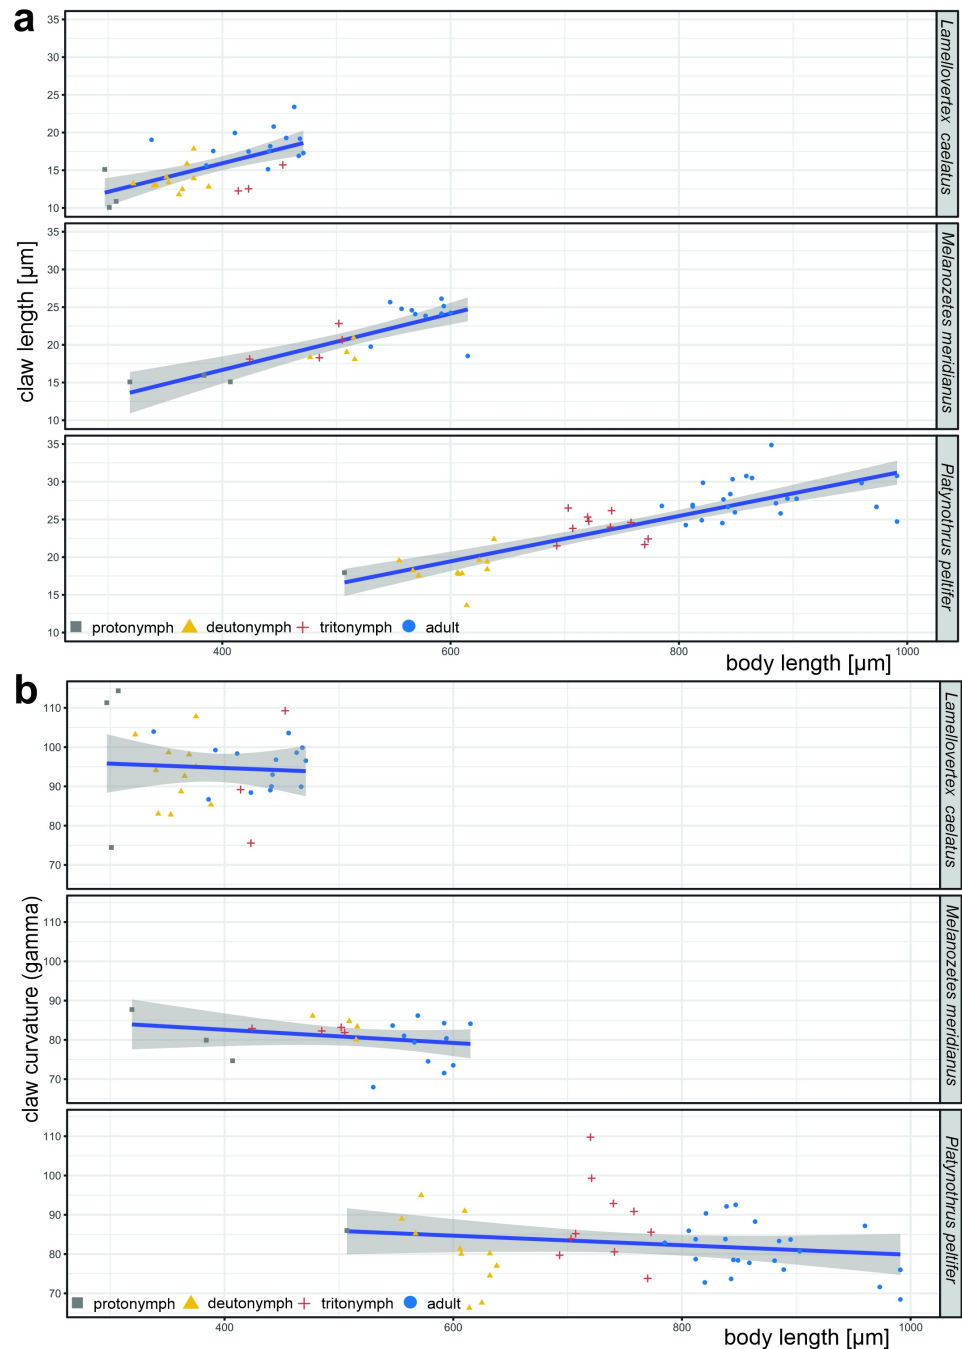 a
35
30
25
20
15
10
Lamellovertex caelatus
35
30
25
20
15
10
Melanozetes meridianus
claw length [µm]
35
30
25
20
15
10
Platynothrus peltifer
protonymph deutonymph tritonymph adult
400 600 800 1000
body length [µm]
b
110
100
90
80
70
Lamellovertex caelatus
110
100
90
80
70
Melanozetes meridianus
claw curvature (gamma)
110
100
90
80
70
Platynothrus peltifer
protonymph deutonymph tritonymph adult
400 600 800 1000
body length [µm]